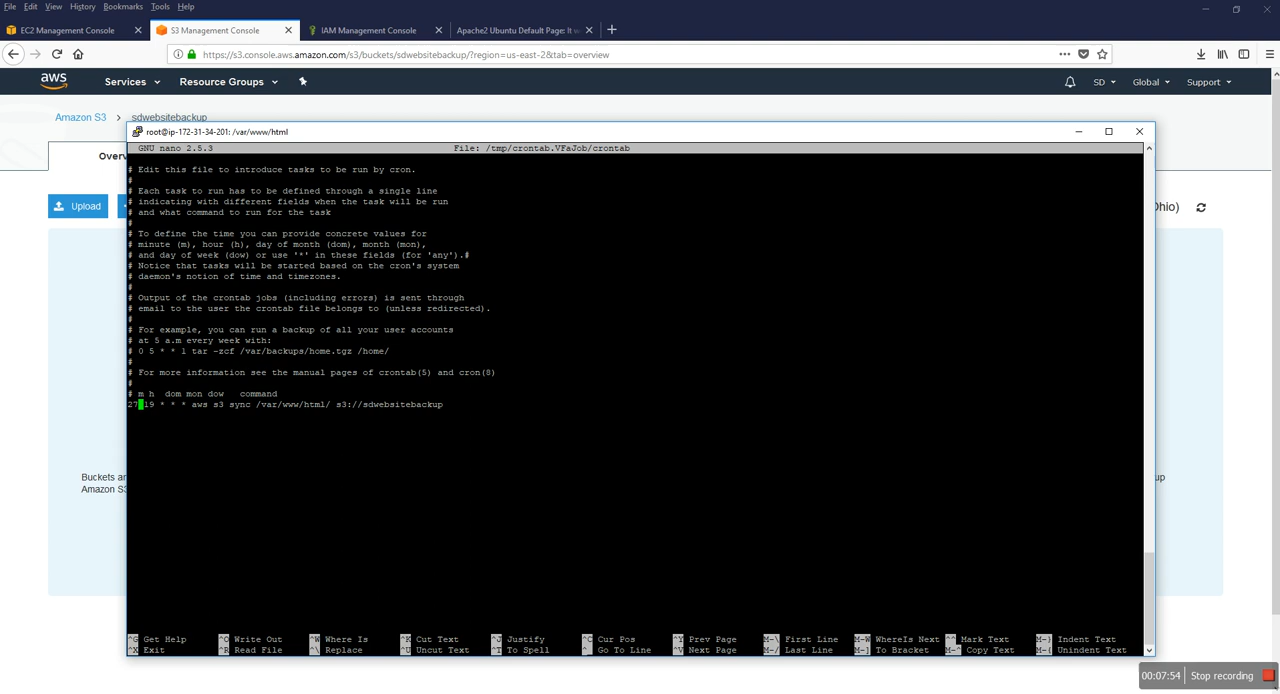 File Edit View History Bookmarks Tools Help
EC2 Management Console
S3 Management Console
IAM Management Console
Apache2 Ubuntu Default Page: It
https://s3.console.aws.amazon.com/s3/buckets/sdwebsitebackup/?region=us-east-2&tab=overview
aws Services Resource Groups SD Global Support
Amazon S3 > sdwebsitebackup
root@ip-172-31-34-201: /var/www/html
Overv
GNU nano 2.5.3 File: /tmp/crontab.VFaJob/crontab
# Edit this file to introduce tasks to be run by cron.
#
# Each task to run has to be defined through a single line
# indicating with different fields when the task will be run
# and what command to run for the task
#
# To define the time you can provide concrete values for
# minute (m), hour (h), day of month (dom), month (mon),
# and day of week (dow) or use '*' in these fields (for 'any').#
# Notice that tasks will be started based on the cron's system
# daemon's notion of time and timezones.
#
# Output of the crontab jobs (including errors) is sent through
# email to the user the crontab file belongs to (unless redirected).
#
# For example, you can run a backup of all your user accounts
# at 5 a.m every week with:
# 0 5 * * 1 tar -zcf /var/backups/home.tgz /home/
#
# For more information see the manual pages of crontab(5) and cron(8)
#
# m h  dom mon dow   command
27 19 * * * aws s3 sync /var/www/html/ s3://sdwebsitebackup
Upload
Ohio)
Buckets ar
Amazon S3
up
^G Get Help ^O Write Out ^W Where Is ^K Cut Text ^J Justify ^C Cur Pos ^Y Prev Page M-\ First Line M-W WhereIs Next ^^ Mark Text M-} Indent Text
^X Exit ^R Read File ^\ Replace ^U Uncut Text ^T To Spell ^_ Go To Line ^V Next Page M-/ Last Line M-] To Bracket M-^ Copy Text M-{ Unindent Text
00:07:54 Stop recording